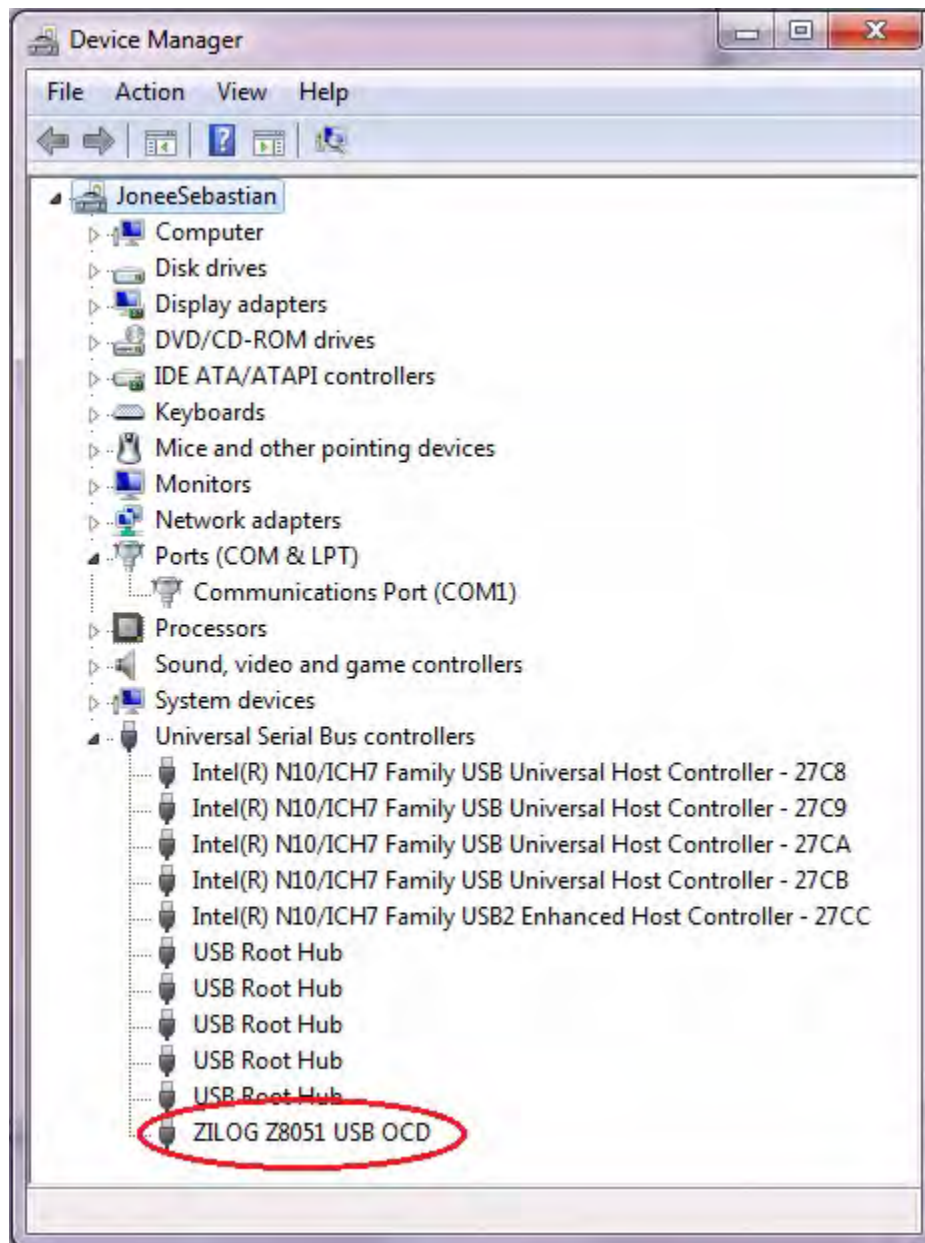 Device Manager
File Action View Help
JoneeSebastian
Computer
Disk drives
Display adapters
DVD/CD-ROM drives
IDE ATA/ATAPI controllers
Keyboards
Mice and other pointing devices
Monitors
Network adapters
Ports (COM & LPT)
Communications Port (COM1)
Processors
Sound, video and game controllers
System devices
Universal Serial Bus controllers
Intel(R) N10/ICH7 Family USB Universal Host Controller - 27C8
Intel(R) N10/ICH7 Family USB Universal Host Controller - 27C9
Intel(R) N10/ICH7 Family USB Universal Host Controller - 27CA
Intel(R) N10/ICH7 Family USB Universal Host Controller - 27CB
Intel(R) N10/ICH7 Family USB2 Enhanced Host Controller - 27CC
USB Root Hub
USB Root Hub
USB Root Hub
USB Root Hub
USB Root Hub
ZILOG Z8051 USB OCD